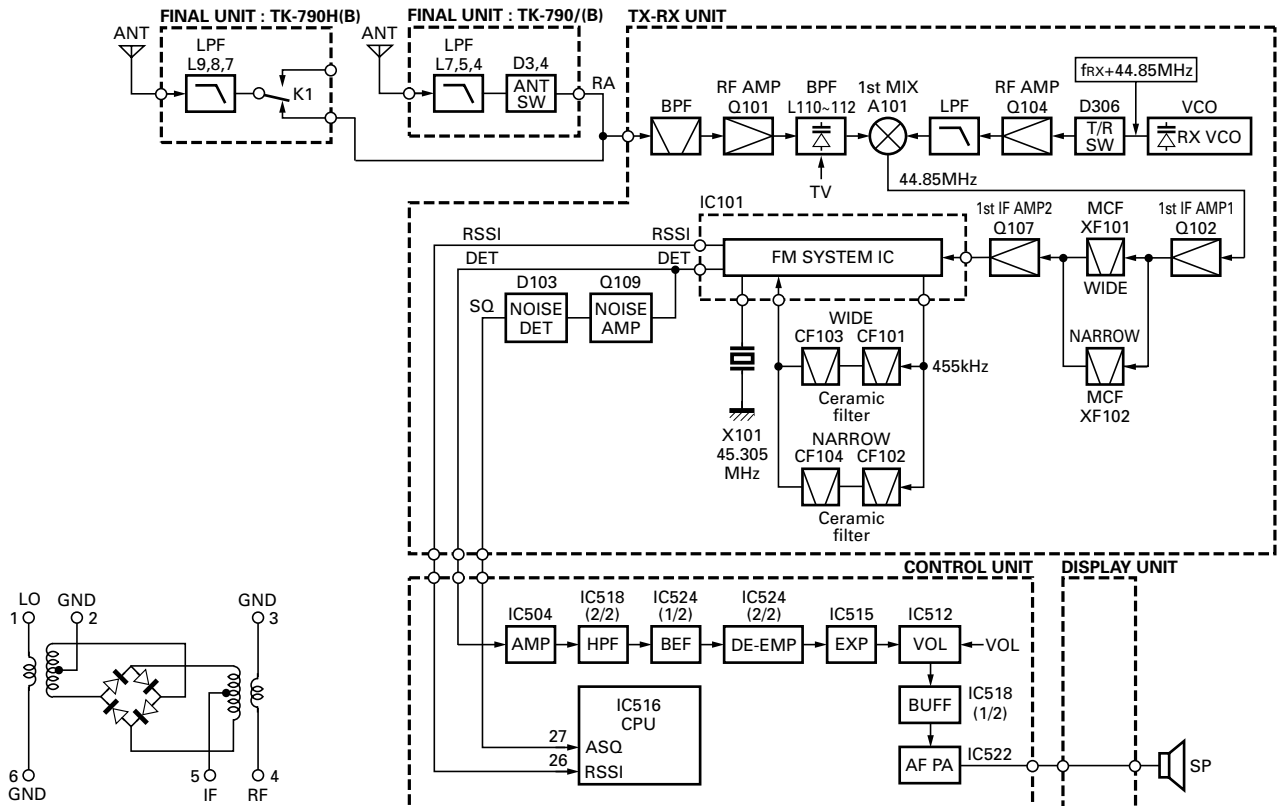 FINAL UNIT : TK-790H(B)
FINAL UNIT : TK-790/(B)
TX-RX UNIT
ANT
LPF
L9,8,7
K1
ANT
LPF
L7,5,4
D3,4
ANT
SW
RA
BPF
RF AMP
Q101
BPF
L110~112
TV
1st MIX
A101
LPF
RF AMP
Q104
fRX+44.85MHz
D306
T/R
SW
VCO
RX VCO
44.85MHz
IC101
RSSI
RSSI
DET
DET
FM SYSTEM IC
1st IF AMP2
Q107
MCF
XF101
WIDE
1st IF AMP1
Q102
NARROW
MCF
XF102
SQ
D103
NOISE
DET
Q109
NOISE
AMP
X101
45.305
MHz
WIDE
CF103
CF101
Ceramic
filter
455kHz
NARROW
CF104
CF102
Ceramic
filter
CONTROL UNIT
DISPLAY UNIT
IC504
AMP
IC518
(2/2)
HPF
IC524
(1/2)
BEF
IC524
(2/2)
DE-EMP
IC515
EXP
IC512
VOL
VOL
BUFF
IC518
(1/2)
AF PA
IC522
SP
IC516
CPU
27
ASQ
26
RSSI
LO
1
GND
2
GND
3
6
GND
5
IF
4
RF